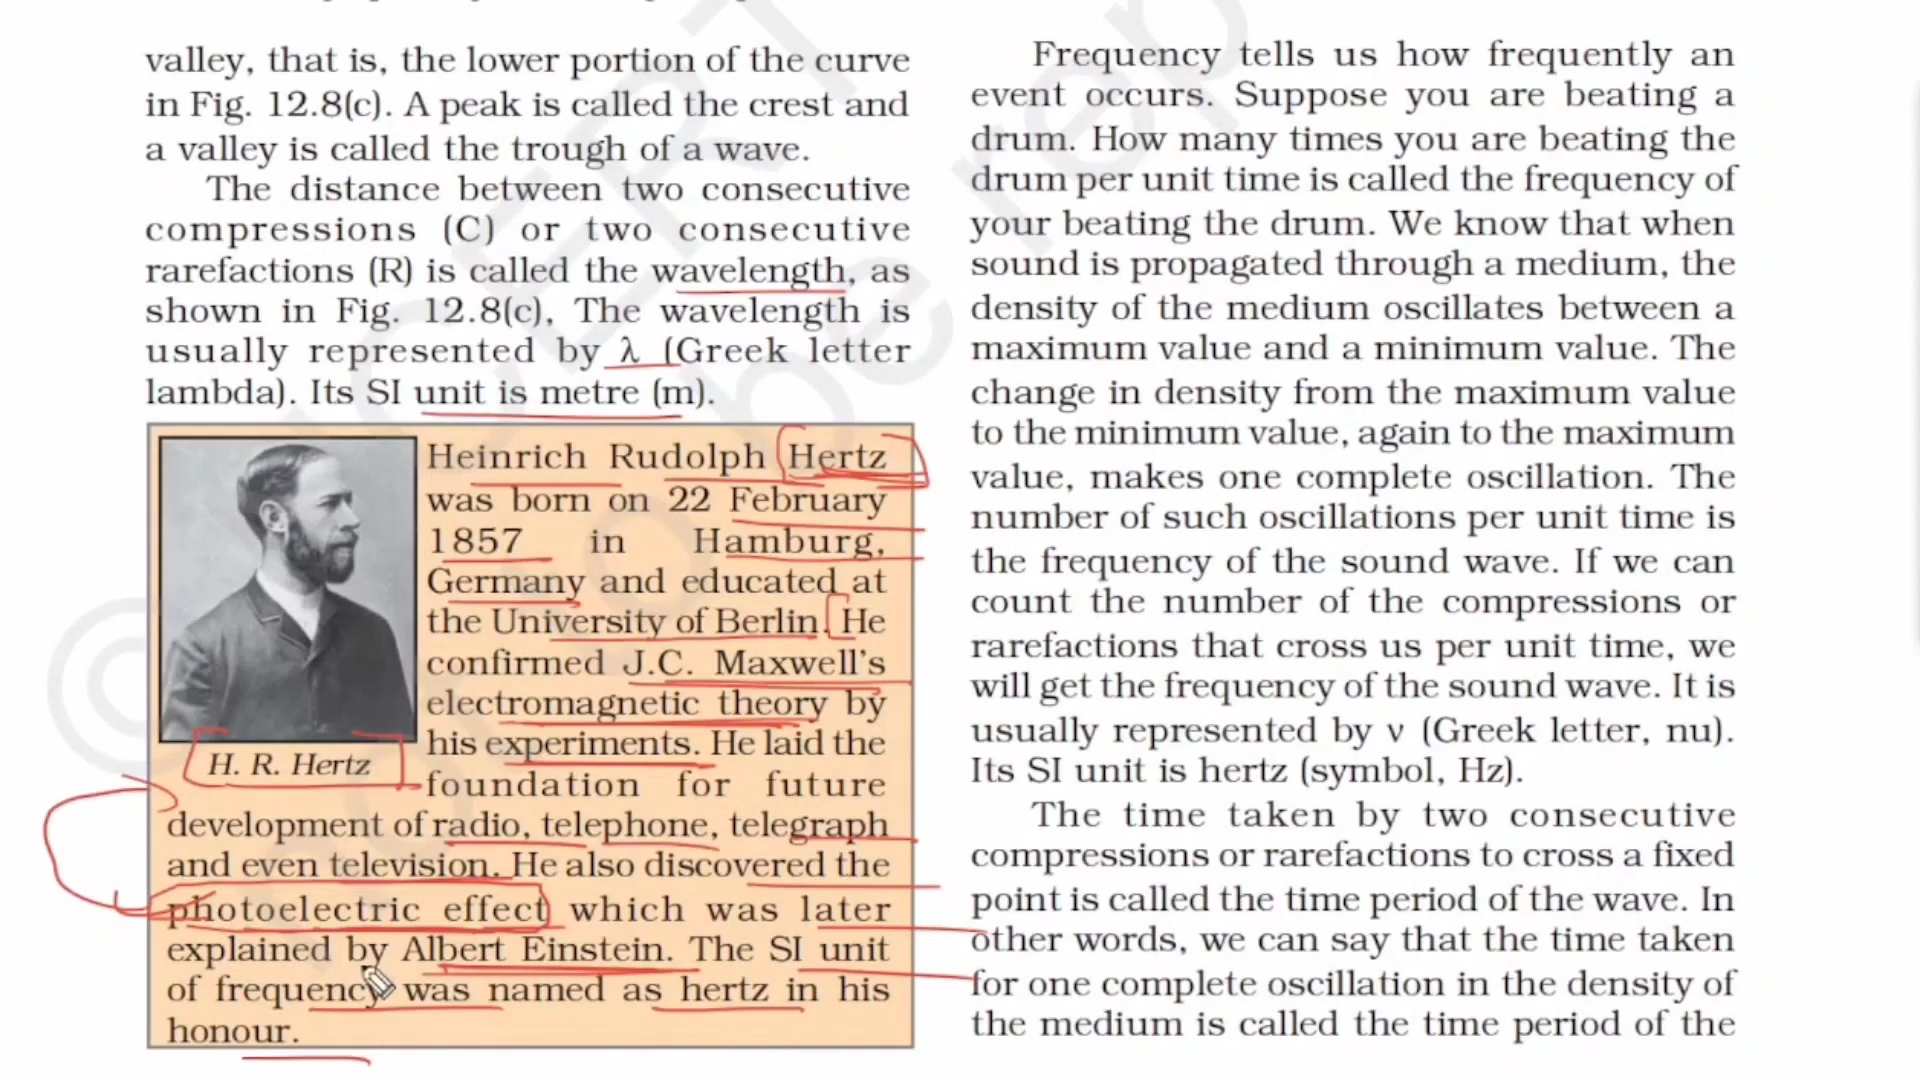 valley, that is, the lower portion of the curve
in Fig. 12.8(c). A peak is called the crest and
a valley is called the trough of a wave.
The distance between two consecutive
compressions (C) or two consecutive
rarefactions (R) is called the wavelength, as
shown in Fig. 12.8(c), The wavelength is
usually represented by λ (Greek letter
lambda). Its SI unit is metre (m).
Heinrich Rudolph Hertz
was born on 22 February
1857 in Hamburg,
Germany and educated at
the University of Berlin. He
confirmed J.C. Maxwell's
electromagnetic theory by
his experiments. He laid the
foundation for future
development of radio, telephone, telegraph
and even television. He also discovered the
photoelectric effect which was later
explained by Albert Einstein. The SI unit
of frequency was named as hertz in his
honour.
H. R. Hertz
Frequency tells us how frequently an
event occurs. Suppose you are beating a
drum. How many times you are beating the
drum per unit time is called the frequency of
your beating the drum. We know that when
sound is propagated through a medium, the
density of the medium oscillates between a
maximum value and a minimum value. The
change in density from the maximum value
to the minimum value, again to the maximum
value, makes one complete oscillation. The
number of such oscillations per unit time is
the frequency of the sound wave. If we can
count the number of the compressions or
rarefactions that cross us per unit time, we
will get the frequency of the sound wave. It is
usually represented by ν (Greek letter, nu).
Its SI unit is hertz (symbol, Hz).
The time taken by two consecutive
compressions or rarefactions to cross a fixed
point is called the time period of the wave. In
other words, we can say that the time taken
for one complete oscillation in the density of
the medium is called the time period of the